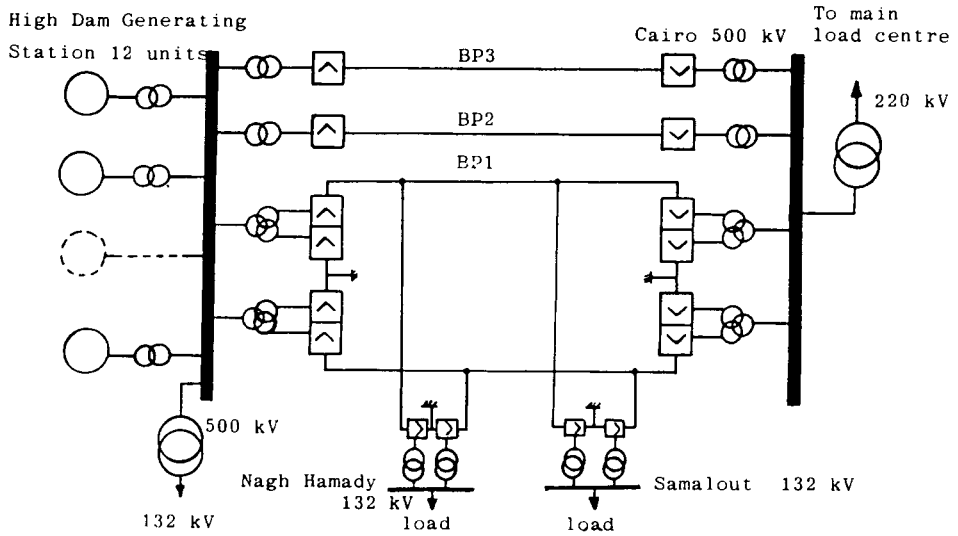 High Dam Generating
Station 12 units
To main
load centre
Cairo 500 kV
BP3
220 kV
BP2
BP1
500 kV
132 kV
Nagh Hamady
132 kV
load
Samalout 132 kV
load